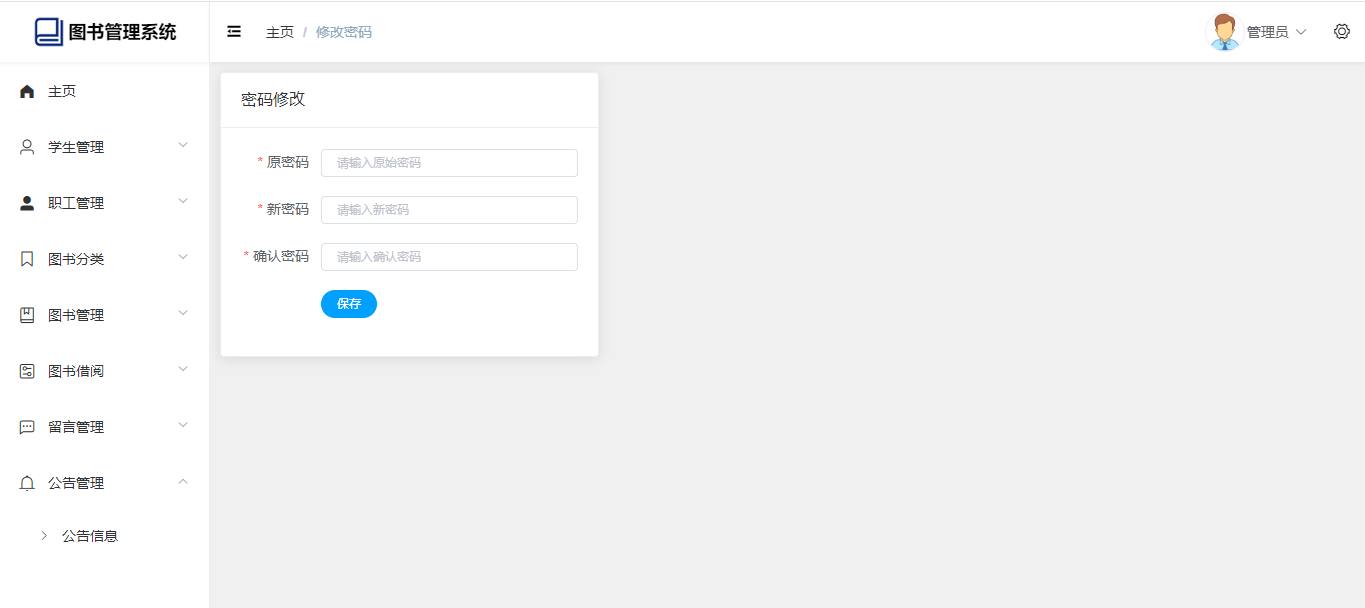 图书管理系统
主页 / 修改密码
管理员
主页
学生管理
职工管理
图书分类
图书管理
图书借阅
留言管理
公告管理
公告信息
密码修改
* 原密码 请输入原始密码
* 新密码 请输入新密码
* 确认密码 请输入确认密码
保存